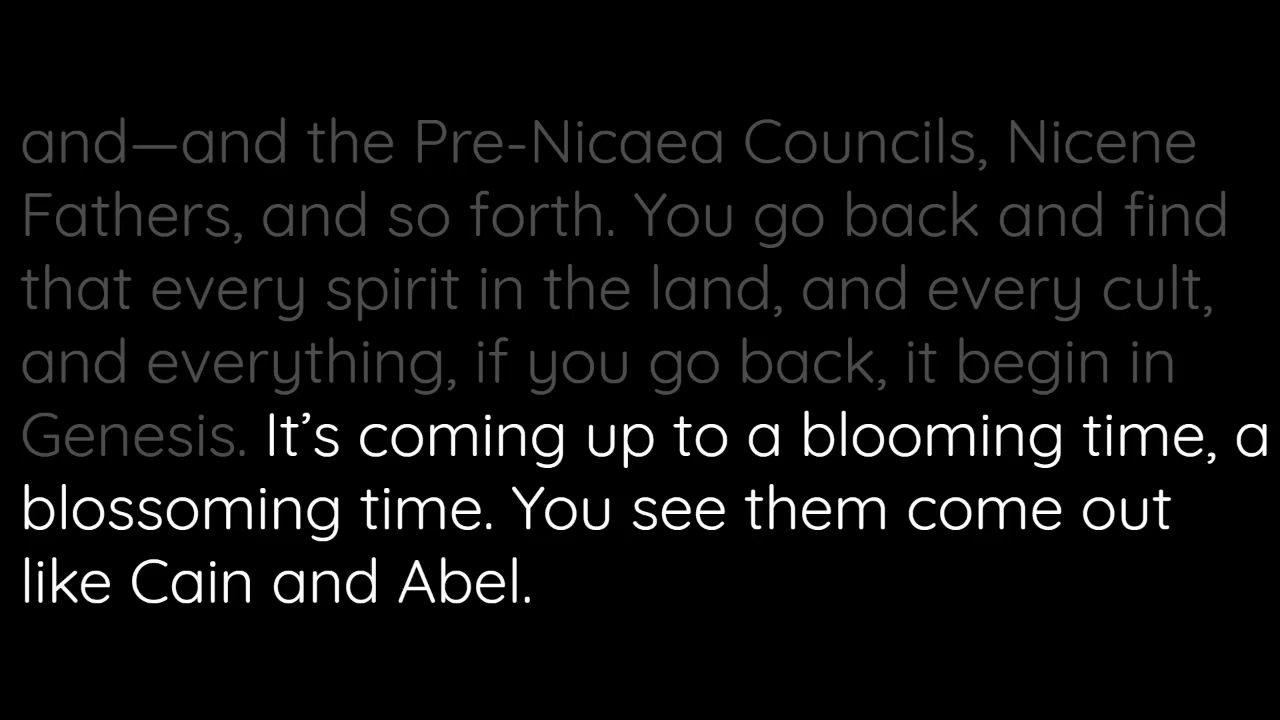 and—and the Pre-Nicaea Councils, Nicene
Fathers, and so forth. You go back and find
that every spirit in the land, and every cult,
and everything, if you go back, it begin in
Genesis. It’s coming up to a blooming time, a
blossoming time. You see them come out
like Cain and Abel.